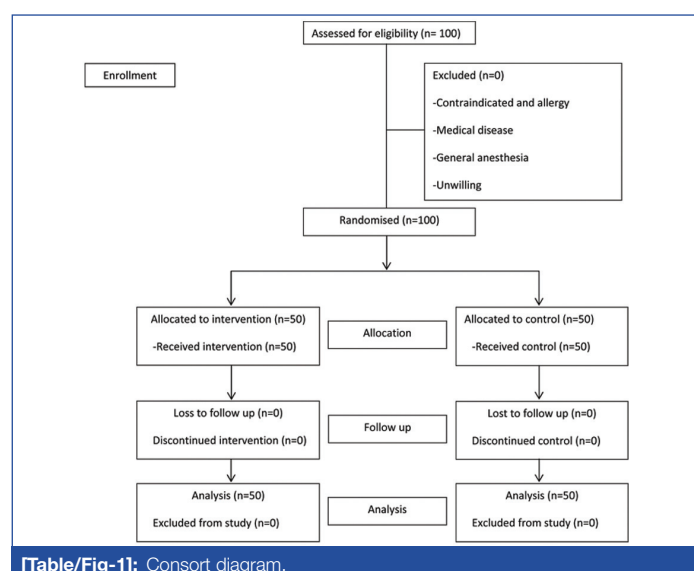 Assessed for eligibility (n= 100)
Enrollment
Excluded (n=0)
-Contraindicated and allergy
-Medical disease
-General anesthesia
-Unwilling
Randomised (n=100)
Allocated to intervention (n=50)
-Received intervention (n=50)
Allocation
Allocated to control (n=50)
-Received control (n=50)
Loss to follow up (n=0)
Discontinued intervention (n=0)
Follow up
Lost to follow up (n=0)
Discontinued control (n=0)
Analysis (n=50)
Excluded from study (n=0)
Analysis
Analysis (n=50)
Excluded from study (n=0)
[Table/Fig-1]: Consort diagram.